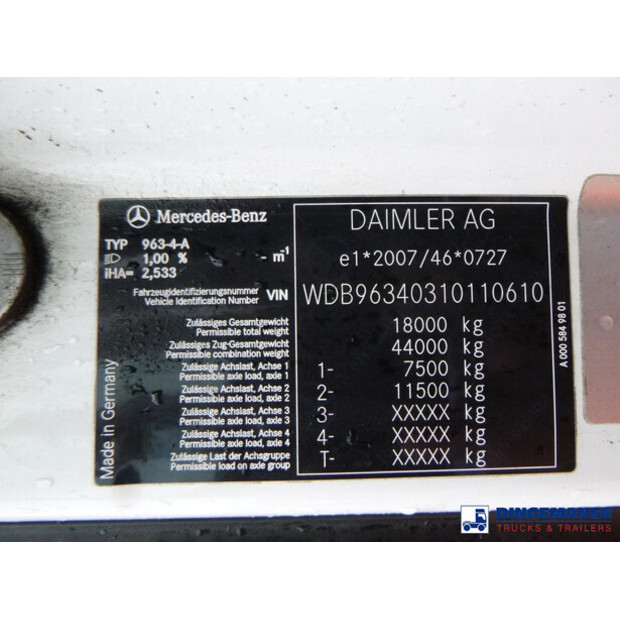 Mercedes-Benz
TYP 963-4-A
1,00 % - m-1
iHA= 2,533
Fahrzeugidentifizierungsnummer
Vehicle Identification Number VIN
Zulässiges Gesamtgewicht
Permissible total weight
Zulässiges Zug-Gesamtgewicht
Permissible combination weight
Zulässige Achslast, Achse 1
Permissible axle load, axle 1
Zulässige Achslast, Achse 2
Permissible axle load, axle 2
Zulässige Achslast, Achse 3
Permissible axle load, axle 3
Zulässige Achslast, Achse 4
Permissible axle load, axle 4
Zulässige Last der Achsgruppe
Permissible load on axle group
Made in Germany
DAIMLER AG
e1*2007/46*0727
WDB96340310110610
18000 kg
44000 kg
1- 7500 kg
2- 11500 kg
3- XXXXX kg
4- XXXXX kg
T- XXXXX kg
A 000 584 98 01
DINGEMANSE
TRUCKS & TRAILERS